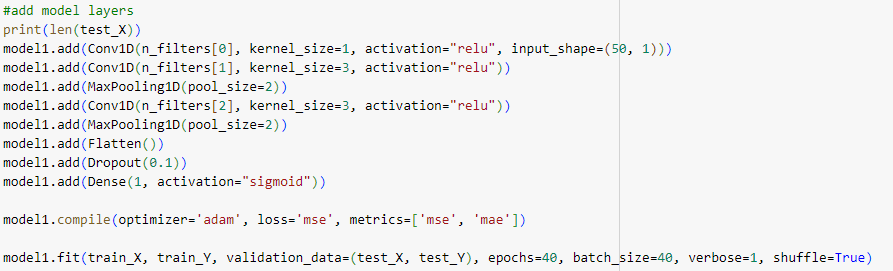 #add model layers
print(len(test_X))
model1.add(Conv1D(n_filters[0], kernel_size=1, activation="relu", input_shape=(50, 1)))
model1.add(Conv1D(n_filters[1], kernel_size=3, activation="relu"))
model1.add(MaxPooling1D(pool_size=2))
model1.add(Conv1D(n_filters[2], kernel_size=3, activation="relu"))
model1.add(MaxPooling1D(pool_size=2))
model1.add(Flatten())
model1.add(Dropout(0.1))
model1.add(Dense(1, activation="sigmoid"))
model1.compile(optimizer='adam', loss='mse', metrics=['mse', 'mae'])
model1.fit(train_X, train_Y, validation_data=(test_X, test_Y), epochs=40, batch_size=40, verbose=1, shuffle=True)